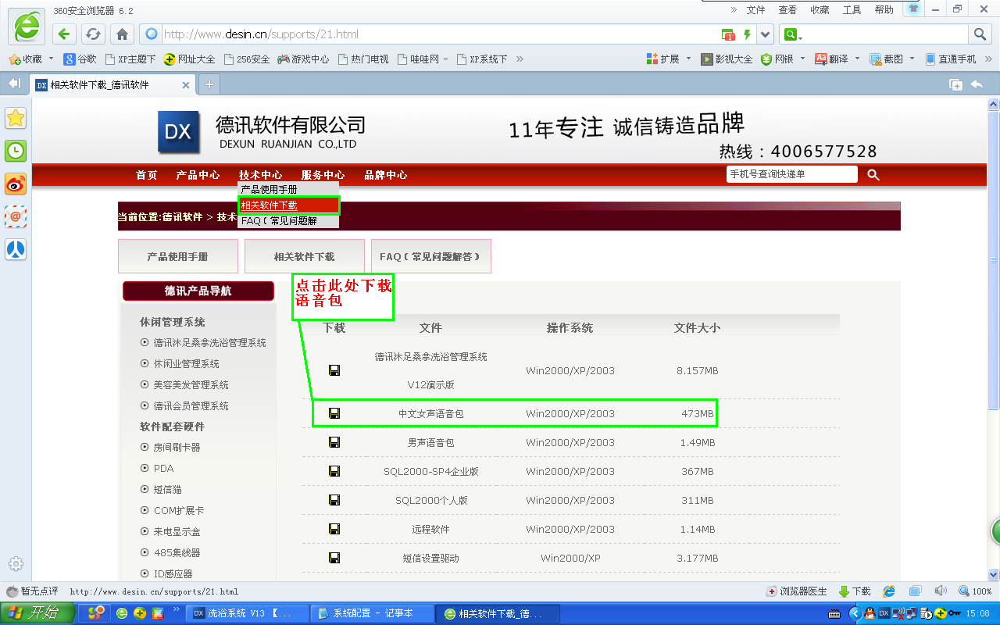 360安全浏览器 6.2
» 文件 查看 收藏 工具 帮助
http://www.desin.cn/supports/21.html
收藏 谷歌 XP主题下 网址大全 256安全 游戏中心 热门电视 哇哇网 - XP系统下 » 扩展 影视大全 网银 翻译 截图 直通手机 »
DX 相关软件下载_德讯软件
DX 德讯软件有限公司
DEXUN RUANJIAN CO.,LTD
11年专注 诚信铸造品牌
热线：4006577528
首页 产品中心 技术中心 服务中心 品牌中心 手机号查询快递单
产品使用手册
相关软件下载
FAQ（常见问题解
当前位置:德讯软件 > 技术
产品使用手册 相关软件下载 FAQ（常见问题解答）
点击此处下载
语音包
德讯产品导航
休闲管理系统
德讯沐足桑拿洗浴管理系统
休闲业管理系统
美容美发管理系统
德讯会员管理系统
软件配套硬件
房间刷卡器
PDA
短信猫
COM扩展卡
来电显示盒
485集线器
ID感应器
下载 文件 操作系统 文件大小
德讯沐足桑拿洗浴管理系统
V12演示版 Win2000/XP/2003 8.157MB
中文女声语音包 Win2000/XP/2003 473MB
男声语音包 Win2000/XP/2003 1.49MB
SQL2000-SP4企业版 Win2000/XP/2003 367MB
SQL2000个人版 Win2000/XP/2003 311MB
远程软件 Win2000/XP/2003 1.14MB
短信设置驱动 Win2000/XP 3.177MB
暂无点评 http://www.desin.cn/supports/21.html 浏览器医生 下载 100%
开始 » DX 洗浴系统 V13 【... 系统配置 - 记事本 相关软件下载_德... DX 15:08